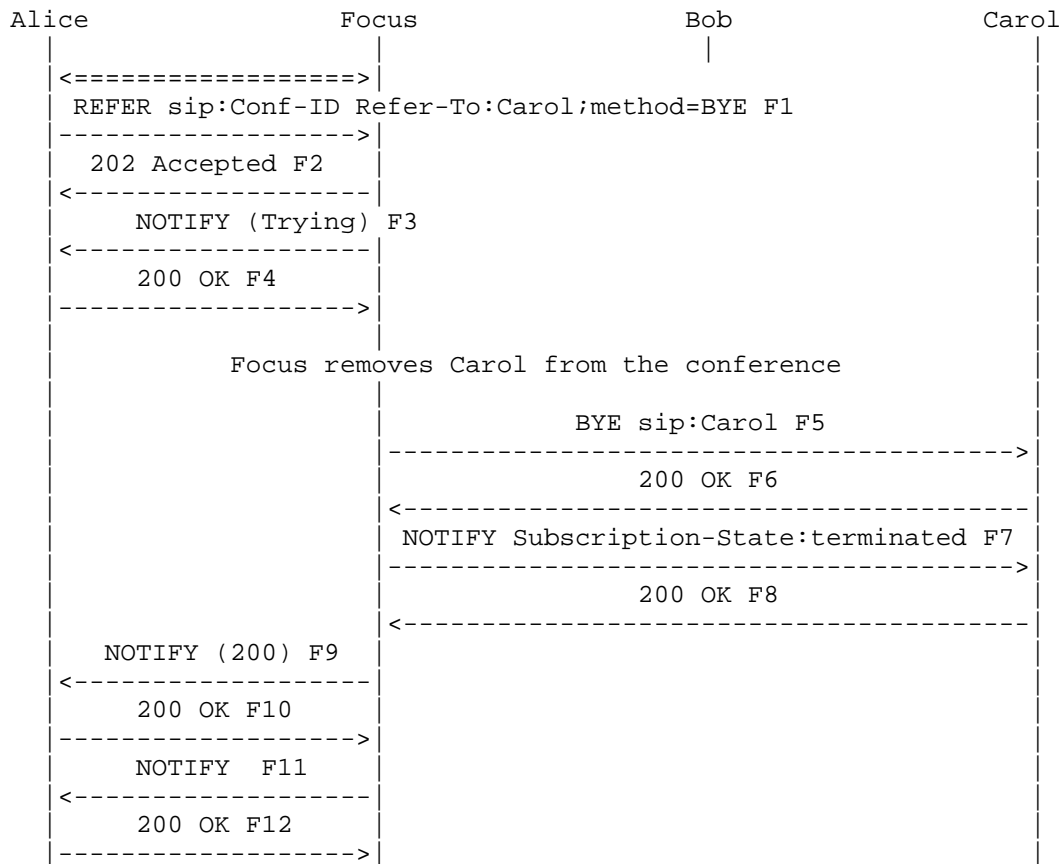 Alice Focus Bob Carol
REFER sip:Conf-ID Refer-To:Carol;method=BYE F1
202 Accepted F2
NOTIFY (Trying) F3
200 OK F4
Focus removes Carol from the conference
BYE sip:Carol F5
200 OK F6
NOTIFY Subscription-State:terminated F7
200 OK F8
NOTIFY (200) F9
200 OK F10
NOTIFY F11
200 OK F12